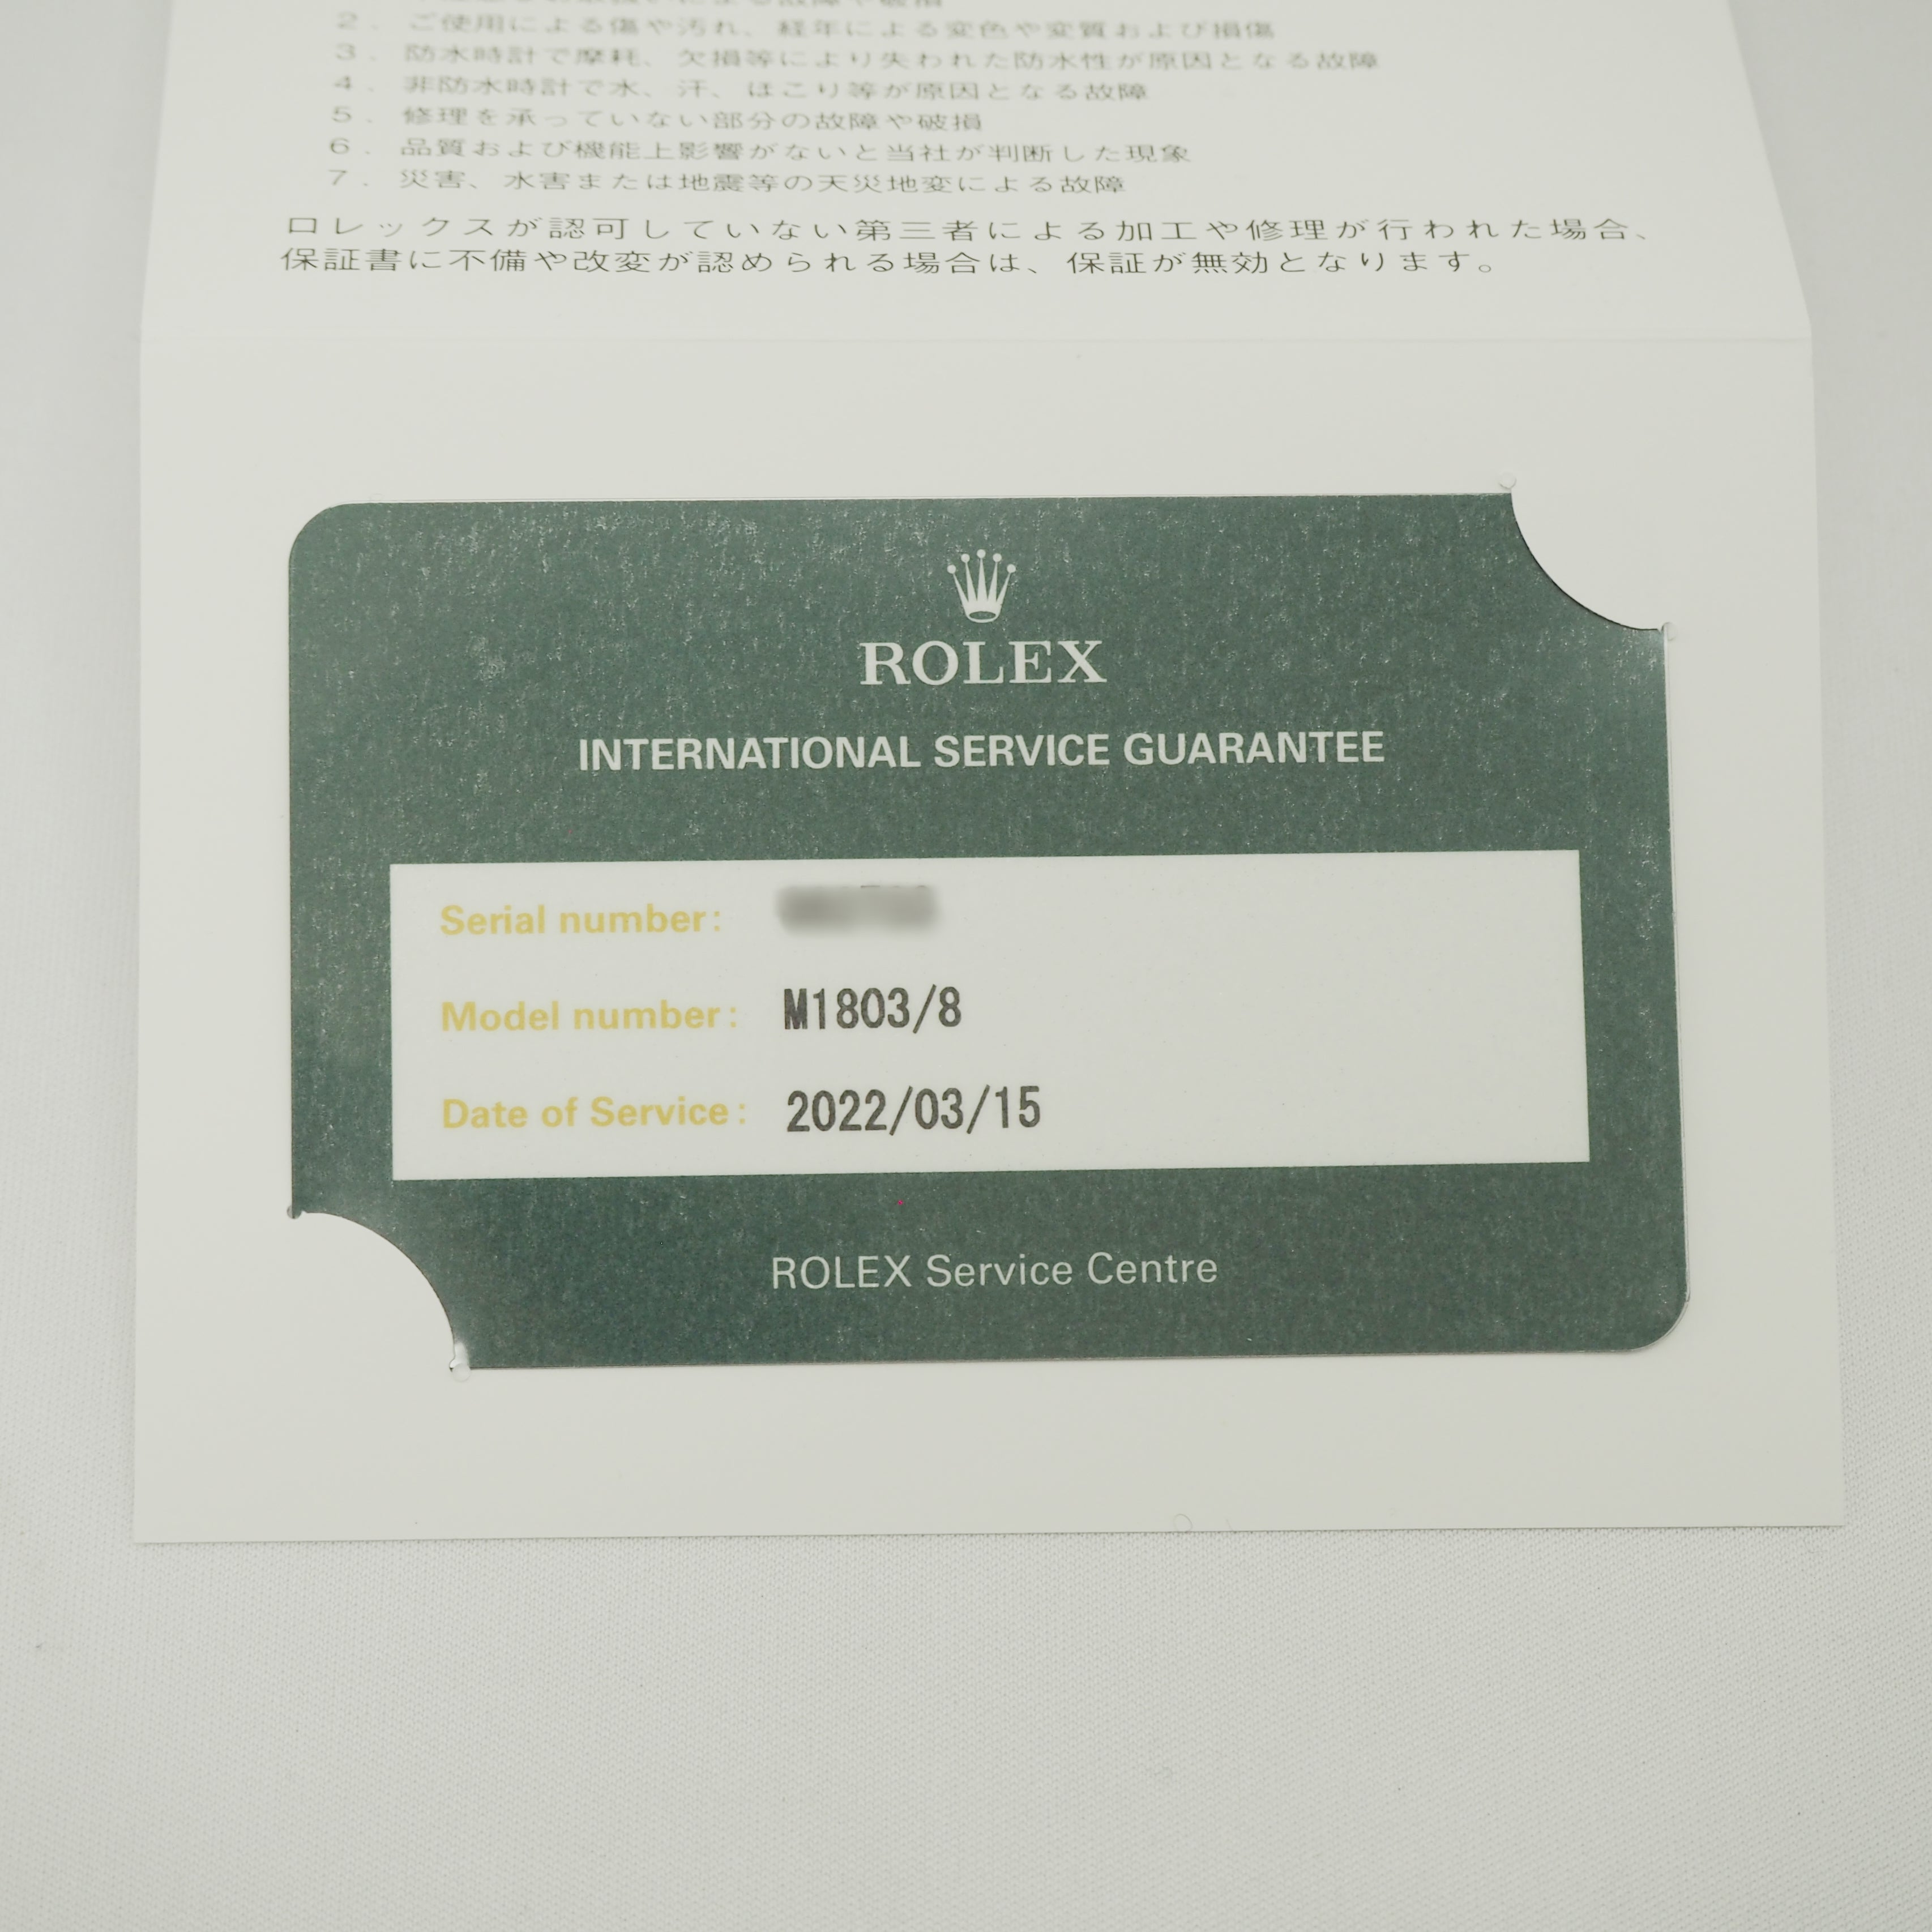 2. ご使用による傷や汚れ、経年による変色や変質および損傷
3. 防水時計で摩耗、欠損等により失われた防水性が原因となる故障
4. 非防水時計で水、汗、ほこり等が原因となる故障
5. 修理を承っていない部分の故障や破損
6. 品質および機能上影響がないと当社が判断した現象
7. 災害、水害または地震等の天災地変による故障
ロレックスが認可していない第三者による加工や修理が行われた場合、
保証書に不備や改変が認められる場合は、保証が無効となります。
ROLEX
INTERNATIONAL SERVICE GUARANTEE
Serial number:
Model number: M1803/8
Date of Service: 2022/03/15
ROLEX Service Centre